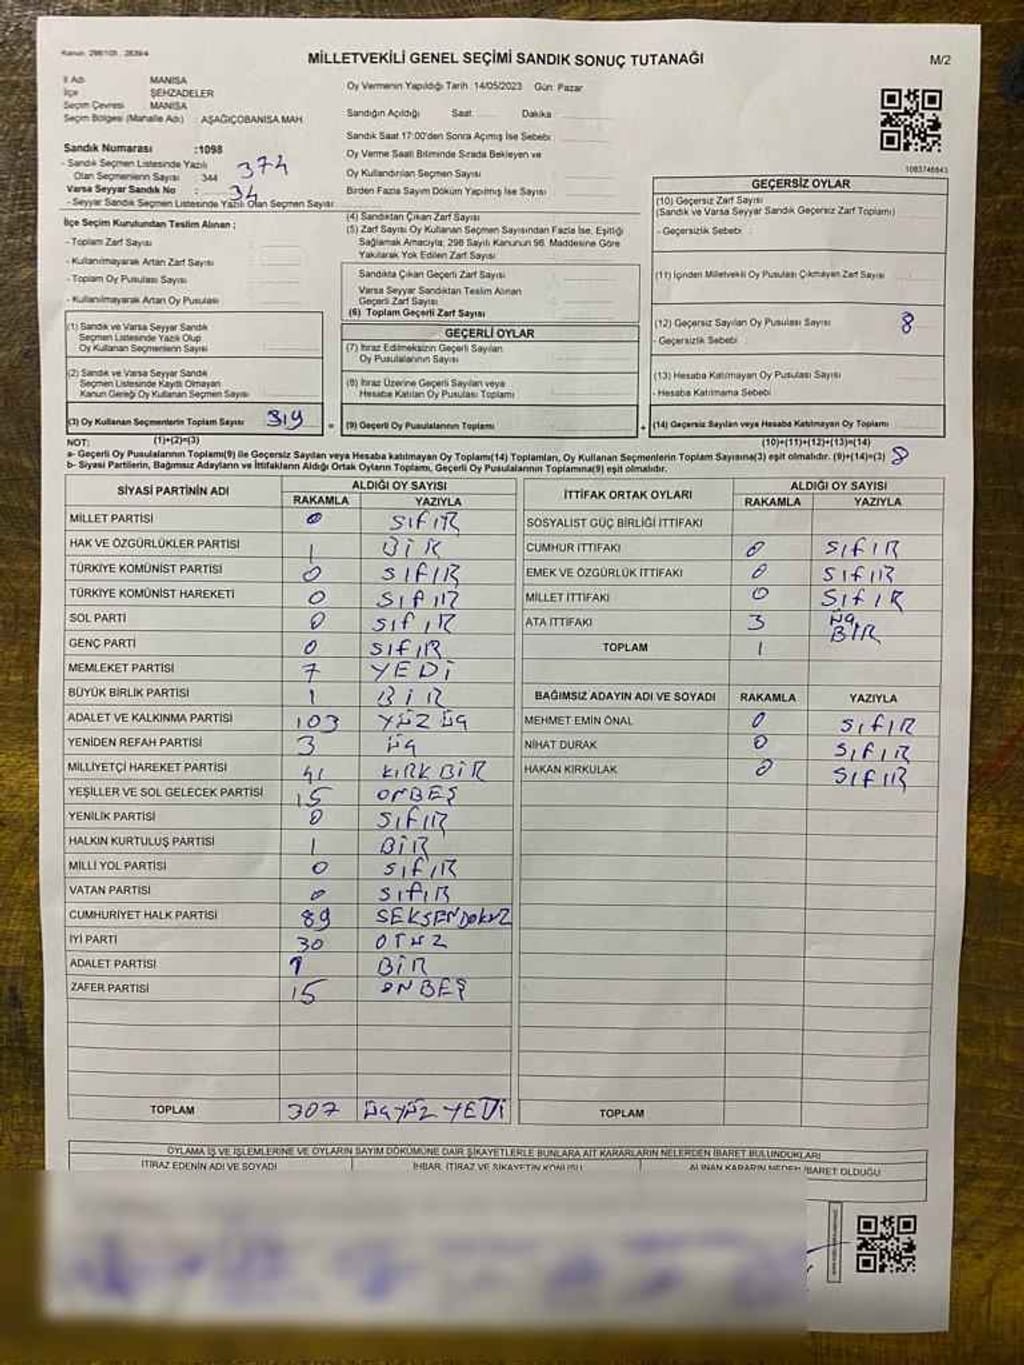 Kanun: 298/105 , 2839/4
MİLLETVEKİLİ GENEL SEÇİMİ SANDIK SONUÇ TUTANAĞI
M/2
İl Adı MANİSA
İlçe ŞEHZADELER
Seçim Çevresi MANİSA
Seçim Bölgesi (Mahalle Adı) : AŞAĞIÇOBANİSA MAH.
Sandık Numarası :1098
- Sandık Seçmen Listesinde Yazılı
Olan Seçmenlerin Sayısı : 344 374
Varsa Seyyar Sandık No : 34
- Seyyar Sandık Seçmen Listesinde Yazılı Olan Seçmen Sayısı :
Oy Vermenin Yapıldığı Tarih :14/05/2023 Gün: Pazar
Sandığın Açıldığı Saat: Dakika
Sandık Saat 17:00'den Sonra Açımış İse Sebebi:
Oy Verme Saati Bitiminde Sırada Bekleyen ve
Oy Kullandırılan Seçmen Sayısı
Birden Fazla Sayım Döküm Yapılmış İse Sayısı
1083746643
İlçe Seçim Kurulundan Teslim Alınan :
- Toplam Zarf Sayısı
- Kullanılmayarak Artan Zarf Sayısı
- Toplam Oy Pusulası Sayısı
- Kullanılmayarak Artan Oy Pusulası
(1) Sandık ve Varsa Seyyar Sandık
Seçmen Listesinde Yazılı Olup
Oy Kullanan Seçmenlerin Sayısı
(2) Sandık ve Varsa Seyyar Sandık
Seçmen Listesinde Kayıtlı Olmayan
Kanun Gereği Oy Kullanan Seçmen Sayısı
(3) Oy Kullanan Seçmenlerin Toplam Sayısı 319 =
(4) Sandıktan Çıkan Zarf Sayısı
(5) Zarf Sayısı Oy Kullanan Seçmen Sayısından Fazla İse, Eşitliği
Sağlamak Amacıyla; 298 Sayılı Kanunun 98. Maddesine Göre
Yakılarak Yok Edilen Zarf Sayısı
Sandıkta Çıkan Geçerli Zarf Sayısı
Varsa Seyyar Sandıktan Teslim Alınan
Geçerli Zarf Sayısı
(6) Toplam Geçerli Zarf Sayısı
GEÇERLİ OYLAR
(7) İtiraz Edilmeksizin Geçerli Sayılan
Oy Pusulalarının Sayısı
(8) İtiraz Üzerine Geçerli Sayılan veya
Hesaba Katılan Oy Pusulası Toplamı
(9) Geçerli Oy Pusulalarının Toplamı +
GEÇERSİZ OYLAR
(10) Geçersiz Zarf Sayısı
(Sandık ve Varsa Seyyar Sandık Geçersiz Zarf Toplamı)
- Geçersizlik Sebebi :
(11) İçinden Milletvekili Oy Pusulası Çıkmayan Zarf Sayısı
(12) Geçersiz Sayılan Oy Pusulası Sayısı 8
- Geçersizlik Sebebi :
(13) Hesaba Katılmayan Oy Pusulası Sayısı
- Hesaba Katılmama Sebebi
(14) Geçersiz Sayılan veya Hesaba Katılmayan Oy Toplamı
NOT: (1)+(2)=(3) (10)+(11)+(12)+(13)=(14)
a- Geçerli Oy Pusulalarının Toplamı(9) ile Geçersiz Sayılan veya Hesaba katılmayan Oy Toplamı(14) Toplamları, Oy Kullanan Seçmenlerin Toplam Sayısına(3) eşit olmalıdır. (9)+(14)=(3) 8
b- Siyasi Partilerin, Bağımsız Adayların ve İttifakların Aldığı Ortak Oyların Toplamı, Geçerli Oy Pusulalarının Toplamına(9) eşit olmalıdır.
SİYASİ PARTİNİN ADI ALDIĞI OY SAYISI
RAKAMLA YAZIYLA
MİLLET PARTİSİ 0 SIFIR
HAK VE ÖZGÜRLÜKLER PARTİSİ 1 BİR
TÜRKİYE KOMÜNİST PARTİSİ 0 SIFIR
TÜRKİYE KOMÜNİST HAREKETİ 0 SIFIR
SOL PARTİ 0 SIFIR
GENÇ PARTİ 0 SIFIR
MEMLEKET PARTİSİ 7 YEDİ
BÜYÜK BİRLİK PARTİSİ 1 BİR
ADALET VE KALKINMA PARTİSİ 103 YÜZ ÜÇ
YENİDEN REFAH PARTİSİ 3 ÜÇ
MİLLİYETÇİ HAREKET PARTİSİ 41 KIRK BİR
YEŞİLLER VE SOL GELECEK PARTİSİ 15 ONBEŞ
YENİLİK PARTİSİ 0 SIFIR
HALKIN KURTULUŞ PARTİSİ 1 BİR
MİLLİ YOL PARTİSİ 0 SIFIR
VATAN PARTİSİ 0 SIFIR
CUMHURİYET HALK PARTİSİ 89 SEKSEN DOKUZ
İYİ PARTİ 30 OTUZ
ADALET PARTİSİ 1 BİR
ZAFER PARTİSİ 15 ONBEŞ
TOPLAM 307 ÜÇYÜZ YEDİ
İTTİFAK ORTAK OYLARI ALDIĞI OY SAYISI
RAKAMLA YAZIYLA
SOSYALİST GÜÇ BİRLİĞİ İTTİFAKI
CUMHUR İTTİFAKI 0 SIFIR
EMEK VE ÖZGÜRLÜK İTTİFAKI 0 SIFIR
MİLLET İTTİFAKI 0 SIFIR
ATA İTTİFAKI 3 ÜÇ
TOPLAM 1 BİR
BAĞIMSIZ ADAYIN ADI VE SOYADI RAKAMLA YAZIYLA
MEHMET EMİN ÖNAL 0 SIFIR
NİHAT DURAK 0 SIFIR
HAKAN KIRKULAK 0 SIFIR
TOPLAM
OYLAMA İŞ VE İŞLEMLERİNE VE OYLARIN SAYIM DÖKÜMÜNE DAİR ŞİKAYETLERLE BUNLARA AİT KARARLARIN NELERDEN İBARET BULUNDUKLARI
İTİRAZ EDENİN ADI VE SOYADI İHBAR, İTİRAZ VE ŞİKAYETİN KONUSU ALINAN KARARIN NEDEN İBARET OLDUĞU